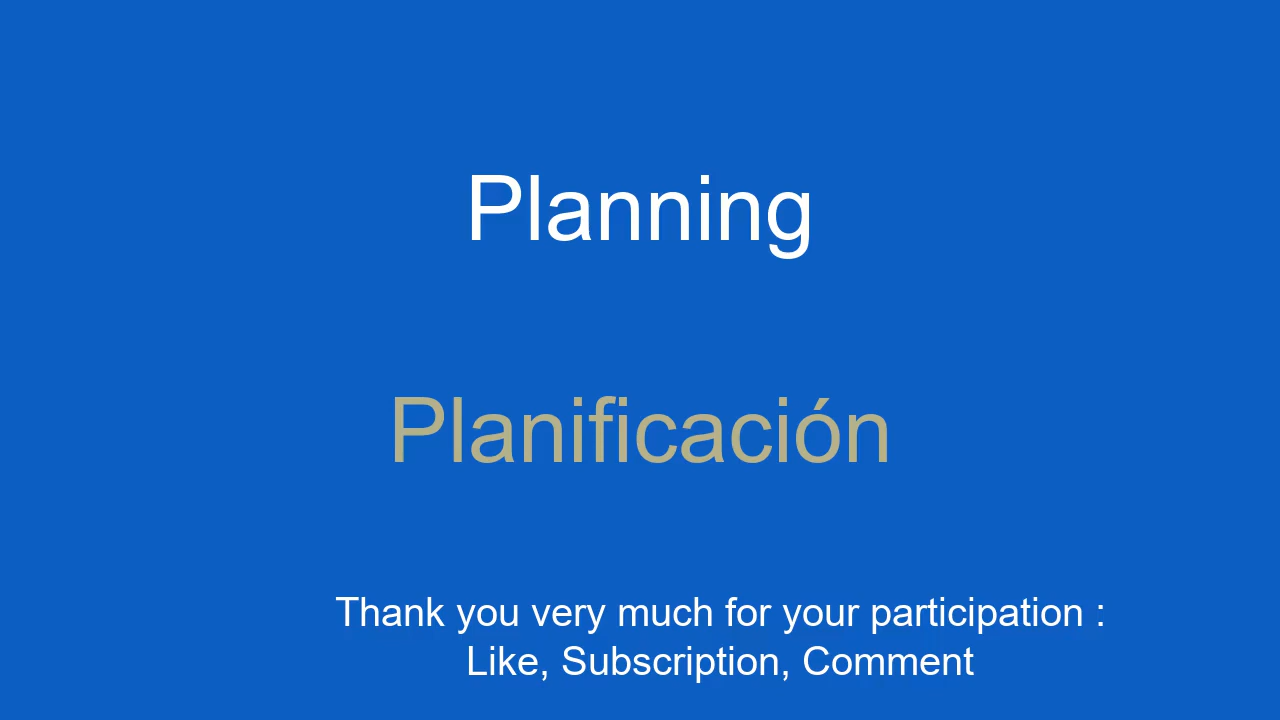 Planning
Planificación
Thank you very much for your participation :
Like, Subscription, Comment